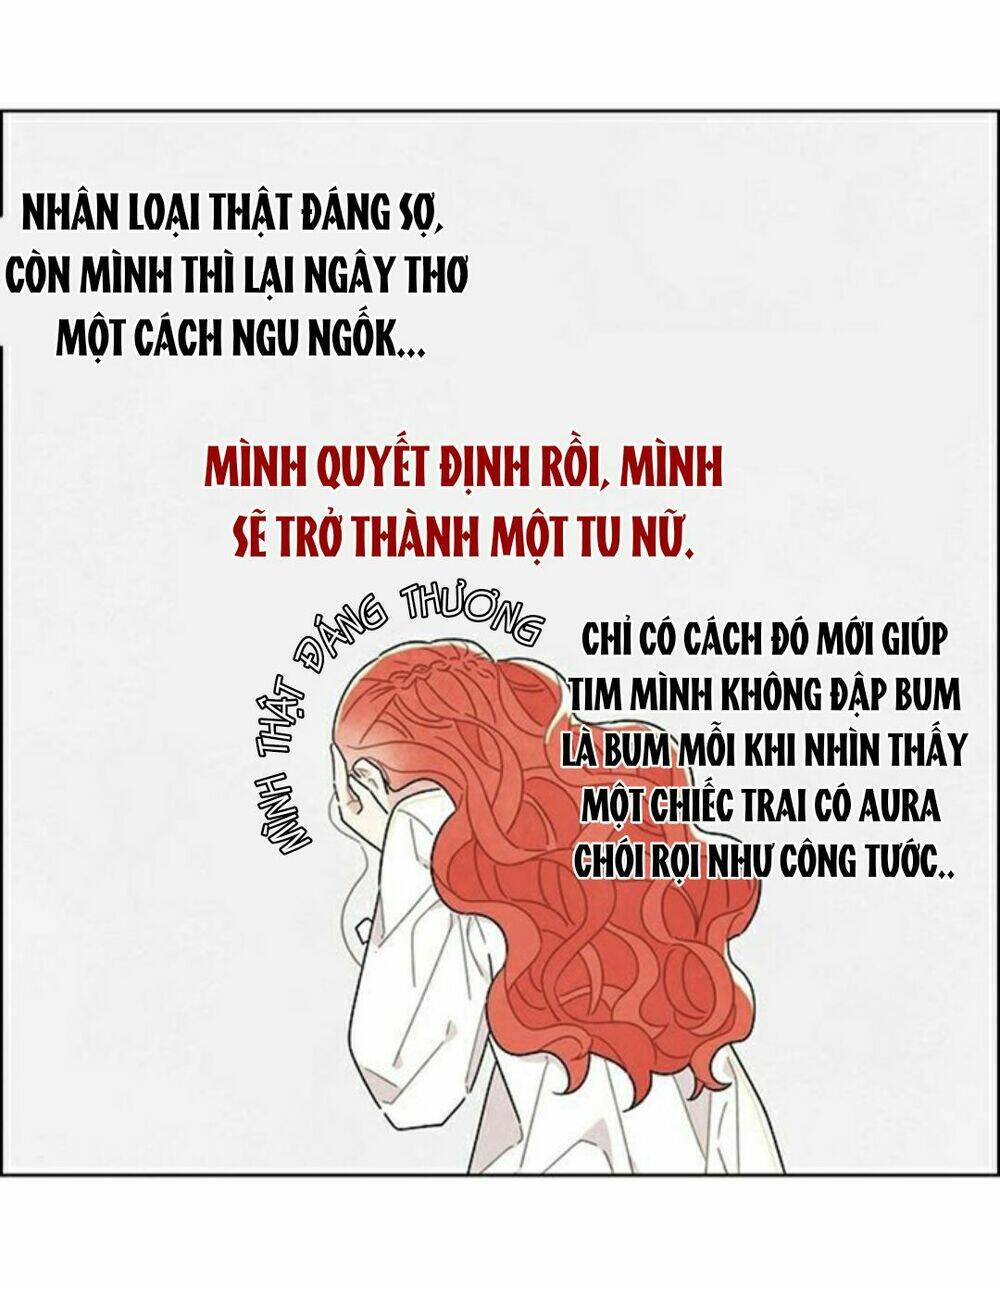 NHÂN LOẠI THẬT ĐÁNG SỢ,
CÒN MÌNH THÌ LẠI NGÂY THƠ
MỘT CÁCH NGU NGỐK...
MÌNH QUYẾT ĐỊNH RỒI, MÌNH
SẼ TRỞ THÀNH MỘT TU NỮ.
MÌNH THẬT ĐÁNG THƯƠNG
CHỈ CÓ CÁCH ĐÓ MỚI GIÚP
TIM MÌNH KHÔNG ĐẬP BUM
LÀ BUM MỖI KHI NHÌN THẤY
MỘT CHIẾC TRAI CÓ AURA
CHÓI RỌI NHƯ CÔNG TƯỚC..